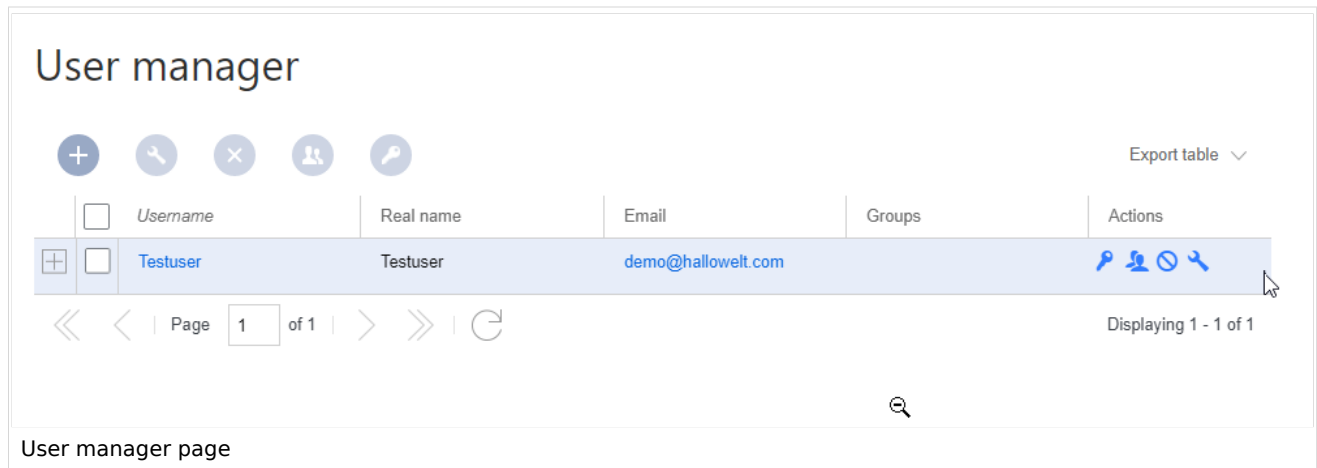 User manager
Export table
Username Real name Email Groups Actions
Testuser Testuser demo@hallowelt.com
Page 1 of 1 Displaying 1 - 1 of 1
User manager page